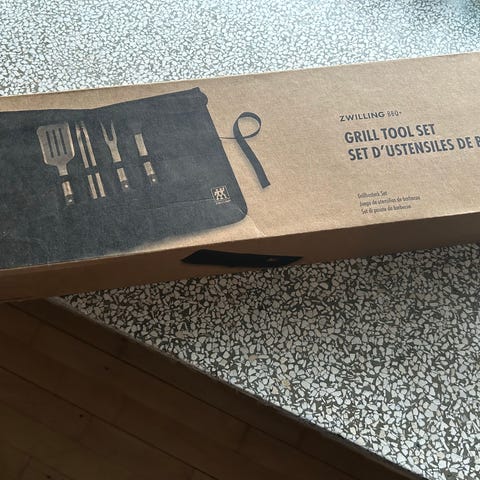 ZWILLING BBQ+
GRILL TOOL SET
SET D'USTENSILES DE B
Grillbesteck Set
Juego de utensilios de barbacoa
Set di posate da barbecue